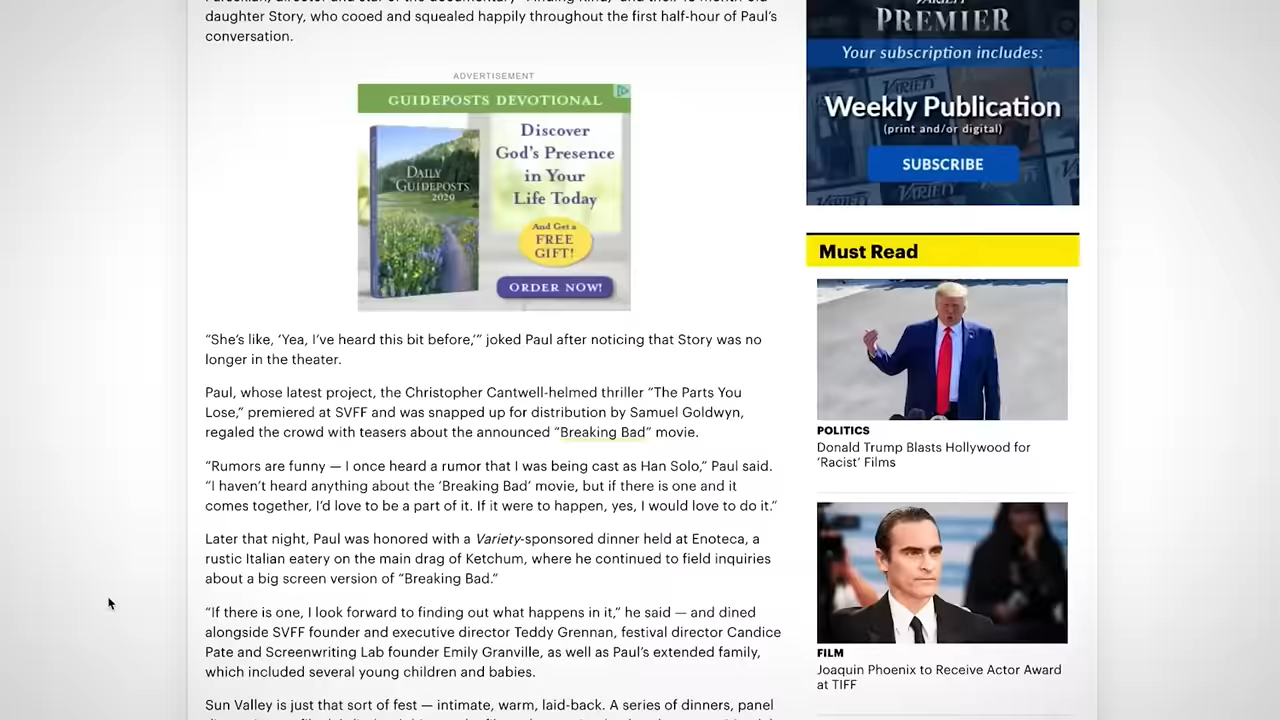 daughter Story, who cooed and squealed happily throughout the first half-hour of Paul's
conversation.
ADVERTISEMENT
GUIDEPOSTS DEVOTIONAL
DAILY
GUIDEPOSTS
2020
Discover
God's Presence
in Your
Life Today
And Get a
FREE
GIFT!
ORDER NOW!
“She's like, ‘Yea, I've heard this bit before,’” joked Paul after noticing that Story was no
longer in the theater.
Paul, whose latest project, the Christopher Cantwell-helmed thriller “The Parts You
Lose,” premiered at SVFF and was snapped up for distribution by Samuel Goldwyn,
regaled the crowd with teasers about the announced “Breaking Bad” movie.
“Rumors are funny — I once heard a rumor that I was being cast as Han Solo,” Paul said.
“I haven't heard anything about the ‘Breaking Bad’ movie, but if there is one and it
comes together, I'd love to be a part of it. If it were to happen, yes, I would love to do it.”
Later that night, Paul was honored with a Variety-sponsored dinner held at Enoteca, a
rustic Italian eatery on the main drag of Ketchum, where he continued to field inquiries
about a big screen version of “Breaking Bad.”
“If there is one, I look forward to finding out what happens in it,” he said — and dined
alongside SVFF founder and executive director Teddy Grennan, festival director Candice
Pate and Screenwriting Lab founder Emily Granville, as well as Paul's extended family,
which included several young children and babies.
Sun Valley is just that sort of fest — intimate, warm, laid-back. A series of dinners, panel
VARIETY
PREMIER
Your subscription includes:
VARIETY
Weekly Publication
(print and/or digital)
SUBSCRIBE
VARIETY
Must Read
POLITICS
Donald Trump Blasts Hollywood for
‘Racist’ Films
FILM
Joaquin Phoenix to Receive Actor Award
at TIFF